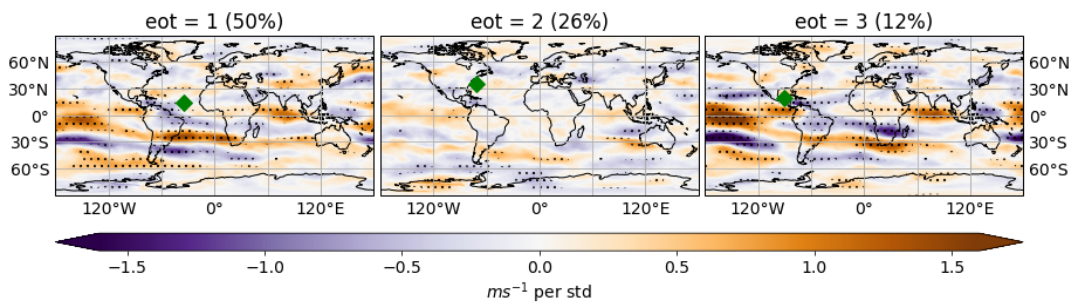 eot = 1 (50%) eot = 2 (26%) eot = 3 (12%)
60°N 60°N
30°N 30°N
0° 0°
30°S 30°S
60°S 60°S
120°W 0° 120°E 120°W 0° 120°E 120°W 0° 120°E
−1.5 −1.0 −0.5 0.0 0.5 1.0 1.5
ms⁻¹ per std